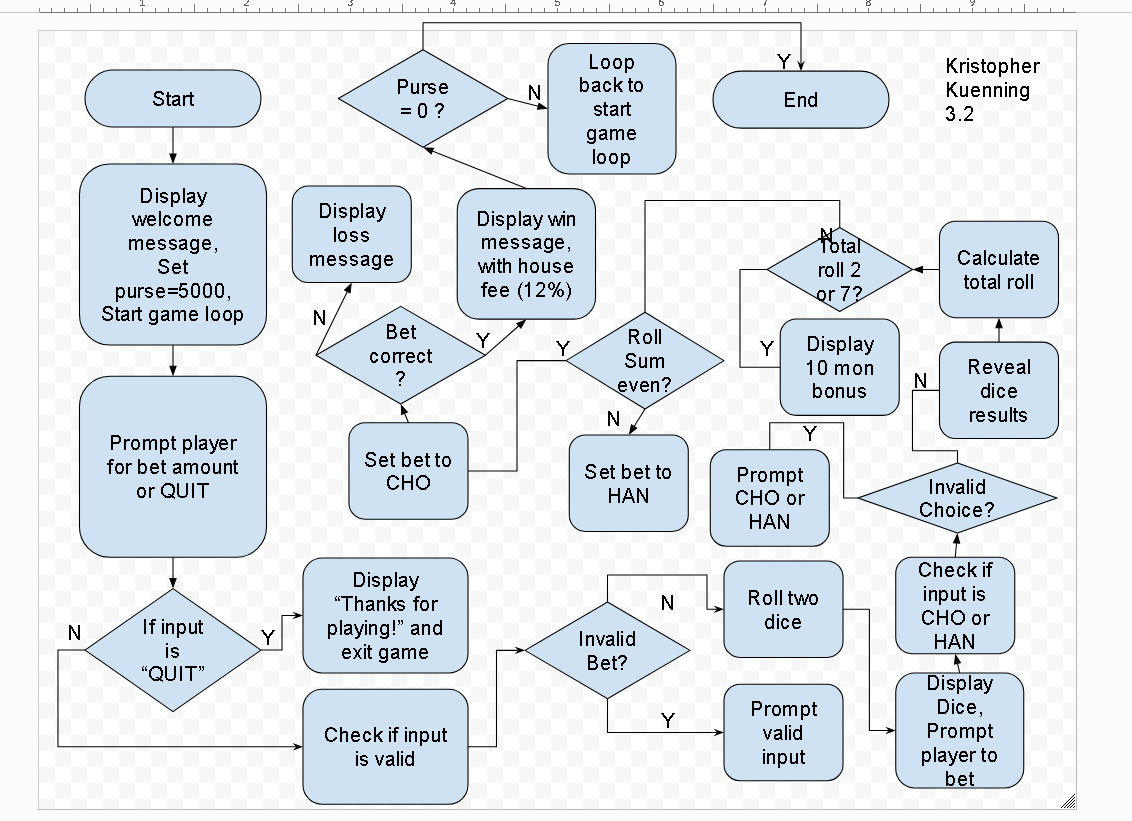 1 2 3 4 5 6 7 8 9
Start
Display
welcome
message,
Set
purse=5000,
Start game loop
Prompt player
for bet amount
or QUIT
If input
is
“QUIT”
N
Y
Display
“Thanks for
playing!” and
exit game
Check if input
is valid
Invalid
Bet?
N
Y
Roll two
dice
Prompt
valid
input
Display
Dice,
Prompt
player to
bet
Check if
input is
CHO or
HAN
Invalid
Choice?
Y
N
Prompt
CHO or
HAN
Reveal
dice
results
Calculate
total roll
Total
roll 2
or 7?
N
Y
Display
10 mon
bonus
Roll
Sum
even?
Y
N
Set bet to
HAN
Set bet to
CHO
Bet
correct
?
N
Y
Display
loss
message
Display win
message,
with house
fee (12%)
Purse
= 0 ?
N
Y
Loop
back to
start
game
loop
End
Kristopher
Kuenning
3.2